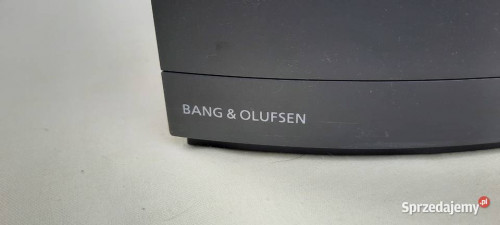 BANG & OLUFSEN
Sprzedajemy.pl